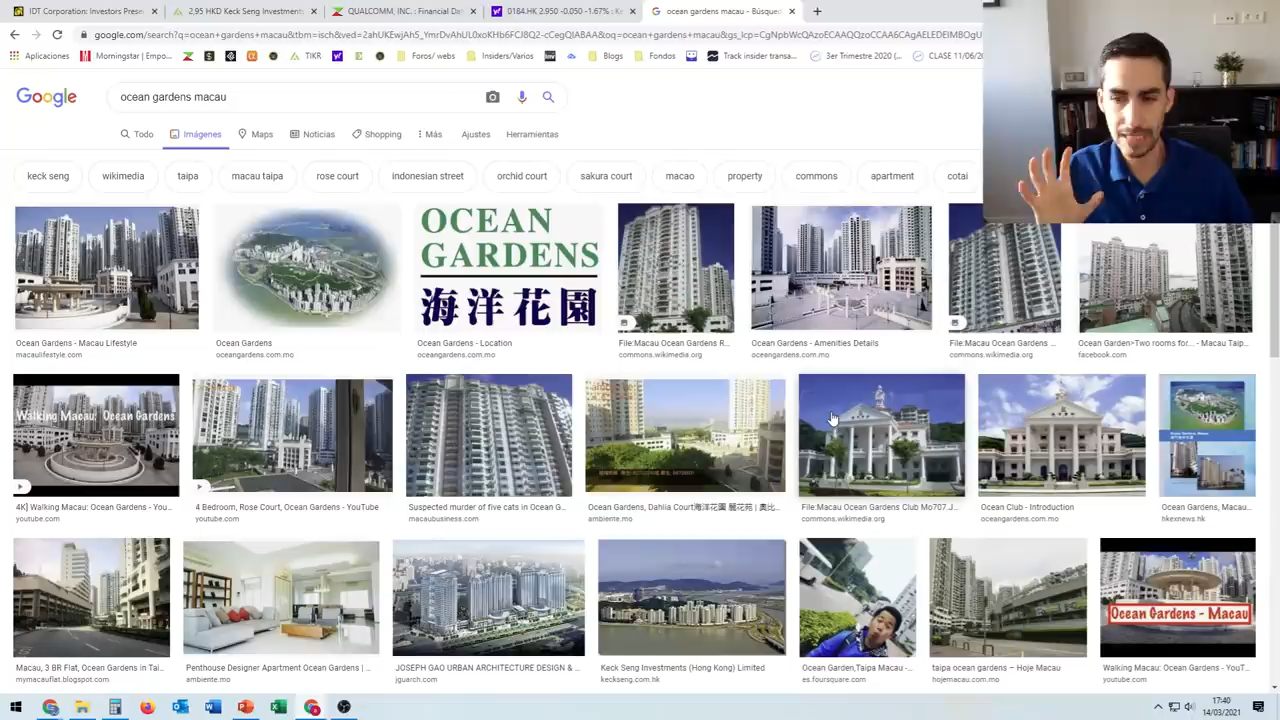 IDT Corporation: Investors Prese
2,95 HKD Keck Seng Investments
QUALCOMM, INC. : Financial Dat
0184.HK 2.950 -0.050 -1.67% : Ke
ocean gardens macau - Búsqued
Aplicaciones
Morningstar | Empo...
TIKR
Foros/ webs
Insiders/Varios
Blogs
Fondos
Track insider transa...
3er Trimestre 2020 (...
CLASE 11/06/20
Google
ocean gardens macau
Todo
Imágenes
Maps
Noticias
Shopping
Más
Ajustes
Herramientas
keck seng
wikimedia
taipa
macau taipa
rose court
indonesian street
orchid court
sakura court
macao
property
commons
apartment
cotai
OCEAN
GARDENS
海洋花園
Ocean Gardens - Macau Lifestyle
macaulifestyle.com
Ocean Gardens
oceangardens.com.mo
Ocean Gardens - Location
oceangardens.com.mo
File:Macau Ocean Gardens R...
commons.wikimedia.org
Ocean Gardens - Amenities Details
oceangardens.com.mo
File:Macau Ocean Gardens ...
commons.wikimedia.org
Ocean Garden>Two rooms for... - Macau Taip...
facebook.com
Walking Macau: Ocean Gardens
4K] Walking Macau: Ocean Gardens - You...
youtube.com
4 Bedroom, Rose Court, Ocean Gardens - YouTube
youtube.com
Suspected murder of five cats in Ocean G...
macaubusiness.com
Ocean Gardens, Dahlia Court海洋花園 麗花苑 | 奧比...
ambiente.mo
File:Macau Ocean Gardens Club Mo707.J...
commons.wikimedia.org
Ocean Club - Introduction
oceangardens.com.mo
Ocean Gardens, Macau...
hkexnews.hk
Ocean Gardens - Macau
Macau, 3 BR Flat, Ocean Gardens in Tai...
mymacauflat.blogspot.com
Penthouse Designer Apartment Ocean Gardens | ...
ambiente.mo
JOSEPH GAO URBAN ARCHITECTURE DESIGN & ...
jguarch.com
Keck Seng Investments (Hong Kong) Limited
keckseng.com.hk
Ocean Garden,Taipa Macau -...
es.foursquare.com
taipa ocean gardens – Hoje Macau
hojemacau.com.mo
Walking Macau: Ocean Gardens - YouT...
youtube.com
17:40
14/03/2021